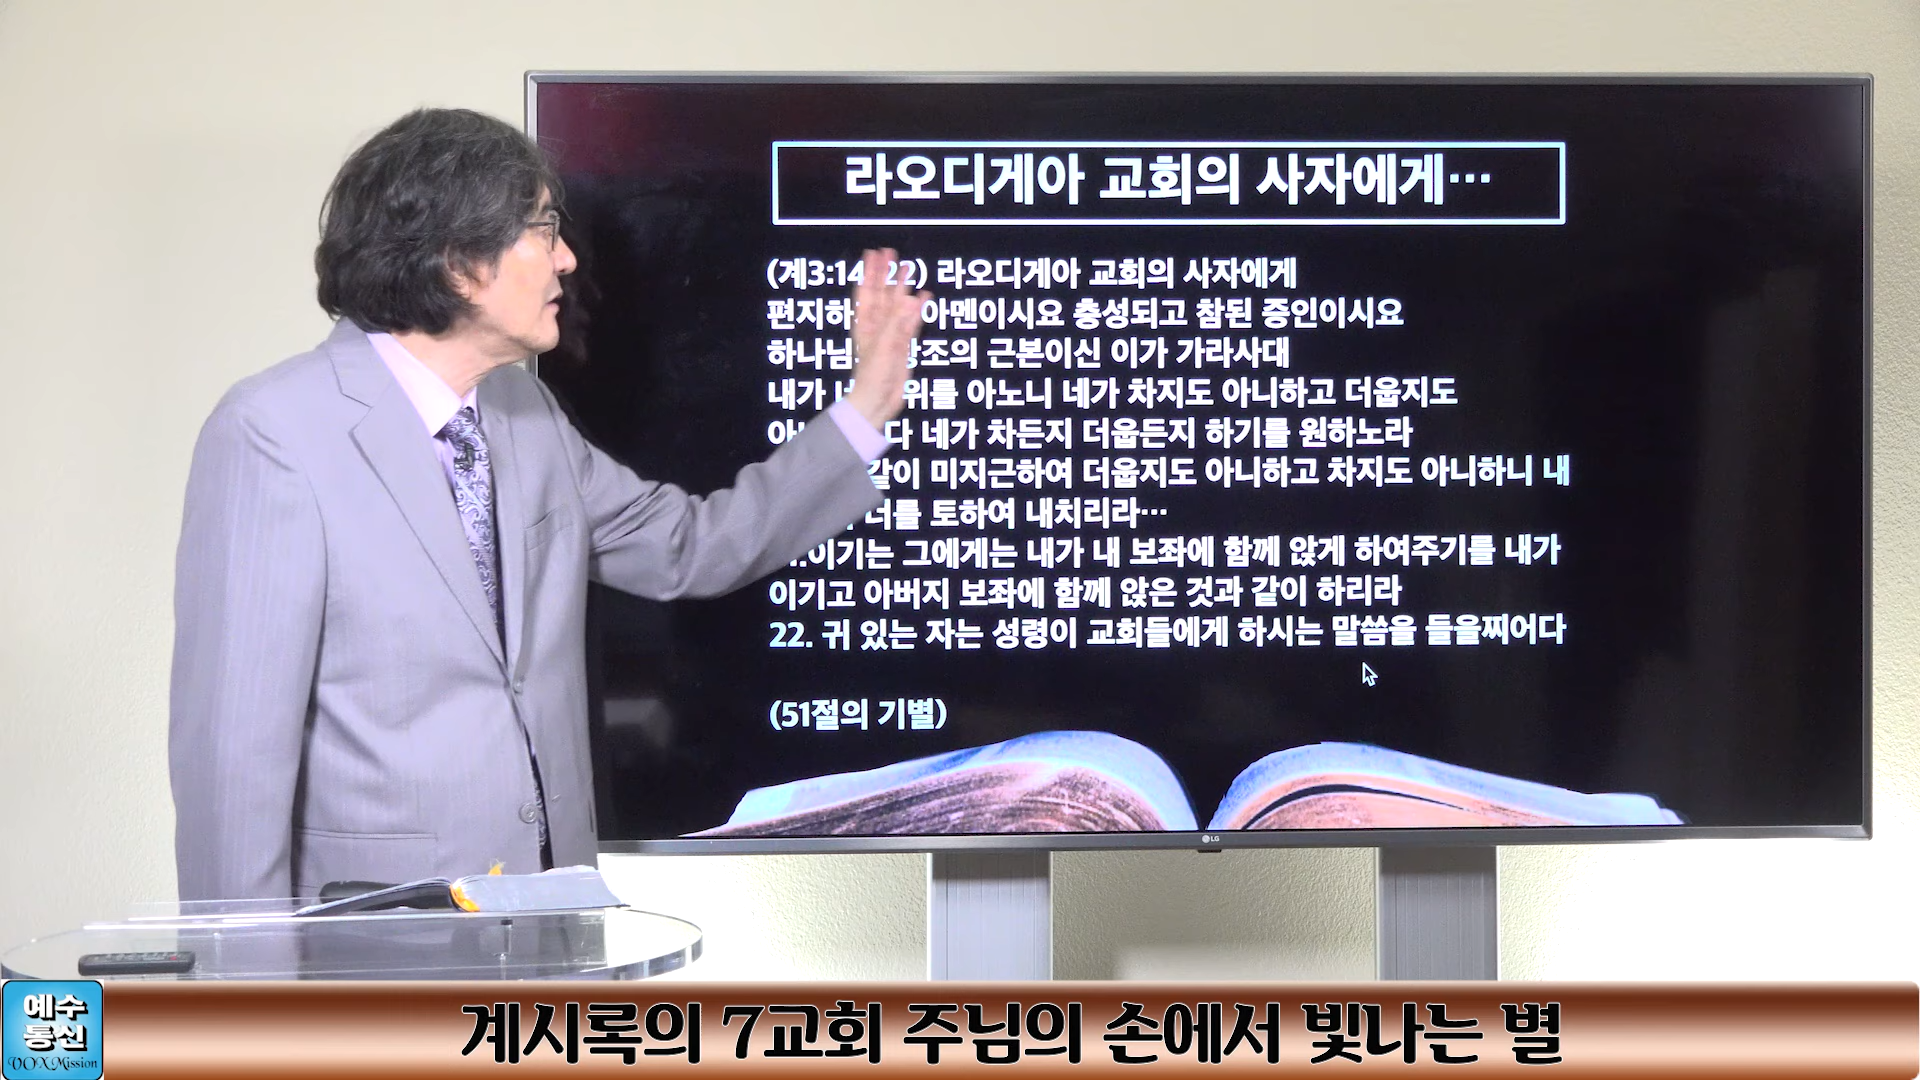 라오디게아 교회의 사자에게…
(계3:14 22) 라오디게아 교회의 사자에게
아멘이시요 충성되고 참된 증인이시요
창조의 근본이신 이가 가라사대
내가 위를 아노니 네가 차지도 아니하고 더웁지도
다 네가 차든지 더웁든지 하기를 원하노라
같이 미지근하여 더웁지도 아니하고 차지도 아니하니 내
너를 토하여 내치리라…
이기는 그에게는 내가 내 보좌에 함께 앉게 하여주기를 내가
이기고 아버지 보좌에 함께 앉은 것과 같이 하리라
22. 귀 있는 자는 성령이 교회들에게 하시는 말씀을 들을찌어다
(51절의 기별)
LG
예수
통신
VOX Mission
계시록의 7교회 주님의 손에서 빛나는 별